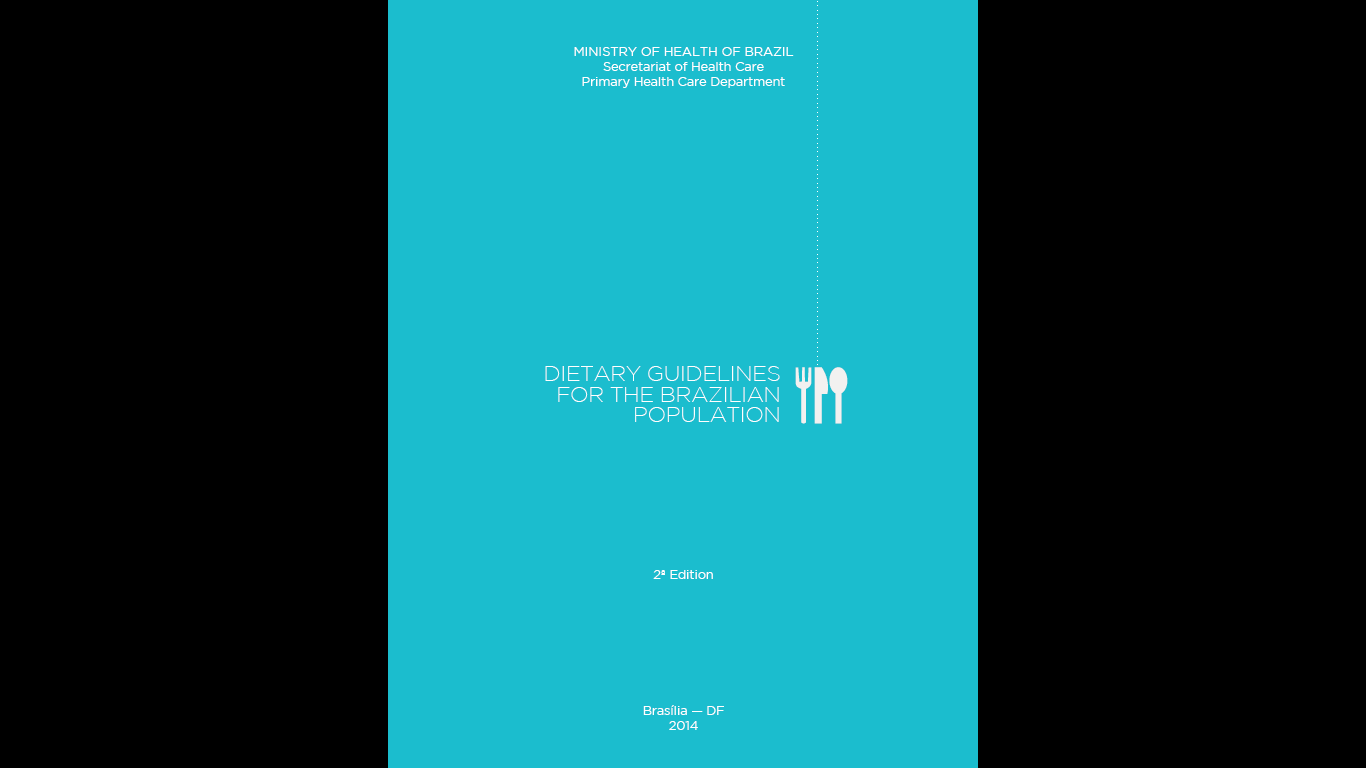 MINISTRY OF HEALTH OF BRAZIL
Secretariat of Health Care
Primary Health Care Department
DIETARY GUIDELINES
FOR THE BRAZILIAN
POPULATION
2ª Edition
Brasília — DF
2014